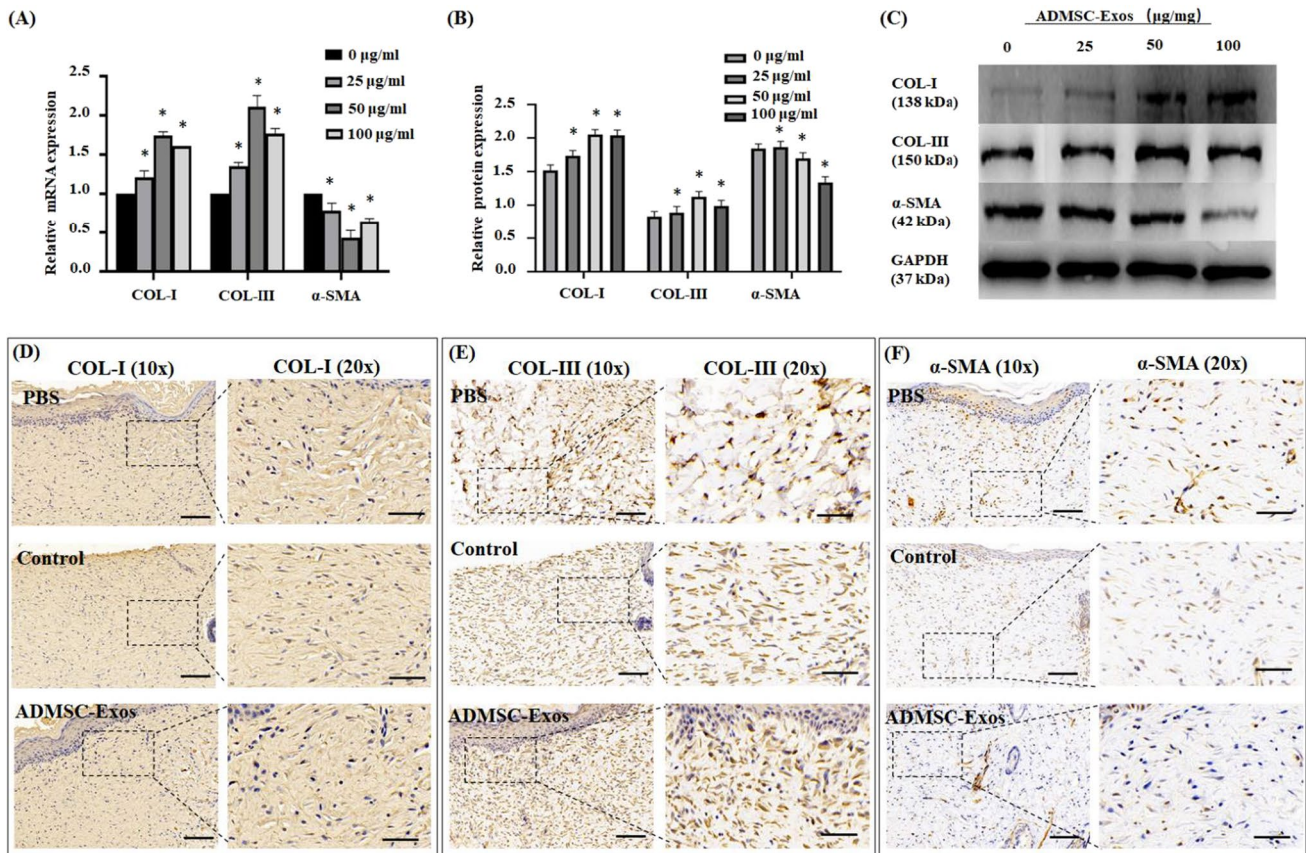 (A)
0 µg/ml
25 µg/ml
50 µg/ml
100 µg/ml
Relative mRNA expression
2.5
2.0
1.5
1.0
0.5
0.0
* * *
* * *
* * *
COL-I COL-III α-SMA
(B)
0 µg/ml
25 µg/ml
50 µg/ml
100 µg/ml
Relative protein expression
2.5
2.0
1.5
1.0
0.5
0.0
* * *
* * *
* * *
COL-I COL-III α-SMA
(C)
ADMSC-Exos (µg/mg)
0 25 50 100
COL-I
(138 kDa)
COL-III
(150 kDa)
α-SMA
(42 kDa)
GAPDH
(37 kDa)
(D)
COL-I (10x) COL-I (20x)
PBS
Control
ADMSC-Exos
(E)
COL-III (10x) COL-III (20x)
PBS
Control
ADMSC-Exos
(F)
α-SMA (10x) α-SMA (20x)
PBS
Control
ADMSC-Exos